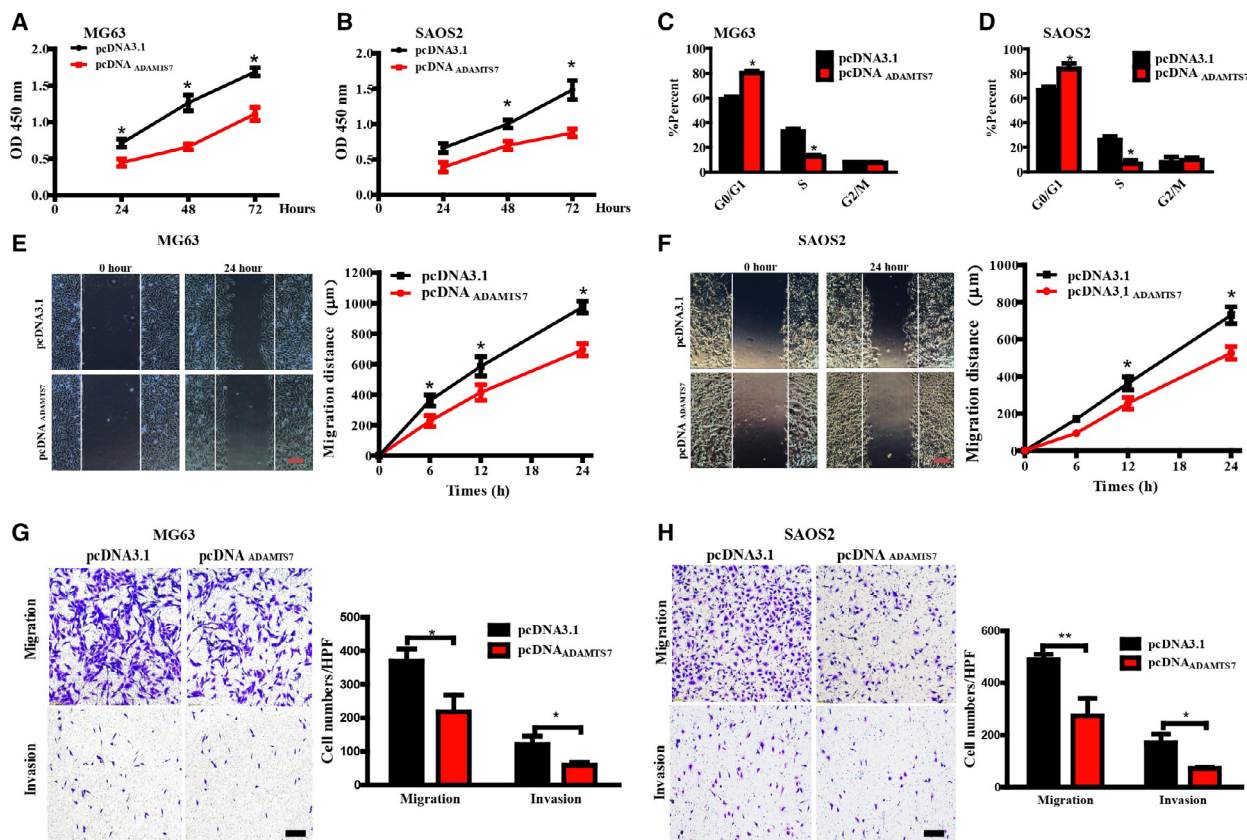 A
MG63
pcDNA3.1
pcDNA ADAMTS7
OD 450 nm
2.0
1.5
1.0
0.5
0.0
0
24
48
72
Hours
*
*
*
B
SAOS2
pcDNA3.1
pcDNA ADAMTS7
OD 450 nm
2.0
1.5
1.0
0.5
0.0
0
24
48
72
Hours
*
*
C
MG63
pcDNA3.1
pcDNA ADAMTS7
%Percent
100
80
60
40
20
0
G0/G1
S
G2/M
*
*
D
SAOS2
pcDNA3.1
pcDNA ADAMTS7
%Percent
100
80
60
40
20
0
G0/G1
S
G2/M
*
*
E
MG63
0 hour
24 hour
pcDNA3.1
pcDNA ADAMTS7
pcDNA3.1
pcDNA ADAMTS7
Migration distance (μm)
1200
1000
800
600
400
200
0
0
6
12
18
24
Times (h)
*
*
*
F
SAOS2
0 hour
24 hour
pcDNA3.1
pcDNA ADAMTS7
pcDNA3.1
pcDNA3.1 ADAMTS7
Migration distance (μm)
1000
800
600
400
200
0
0
6
12
18
24
Times (h)
*
*
G
MG63
pcDNA3.1
pcDNA ADAMTS7
Migration
Invasion
Cell numbers/HPF
500
400
300
200
100
0
pcDNA3.1
pcDNAADAMTS7
*
*
Migration
Invasion
H
SAOS2
pcDNA3.1
pcDNA ADAMTS7
Migration
Invasion
Cell numbers/HPF
600
400
200
0
pcDNA3.1
pcDNAADAMTS7
**
*
Migration
Invasion